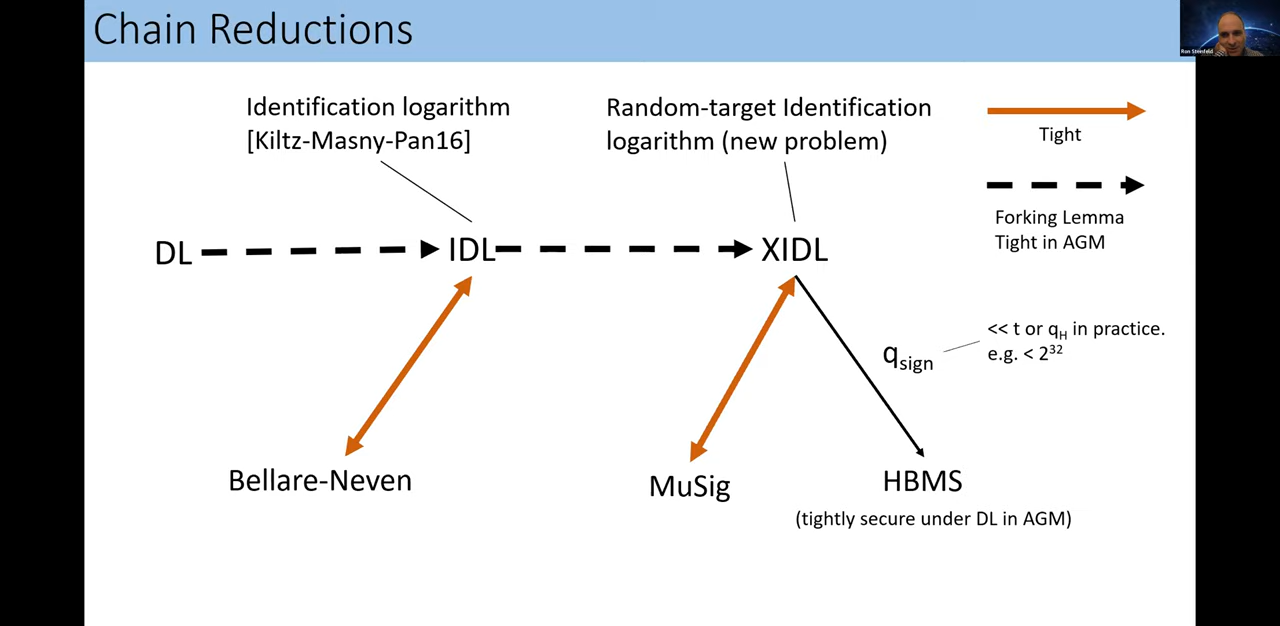 Chain Reductions
Ron Steinfeld
Identification logarithm
[Kiltz-Masny-Pan16]
Random-target Identification
logarithm (new problem)
Tight
Forking Lemma
Tight in AGM
DL
IDL
XIDL
q_sign
<< t or q_H in practice.
e.g. < 2^32
Bellare-Neven
MuSig
HBMS
(tightly secure under DL in AGM)